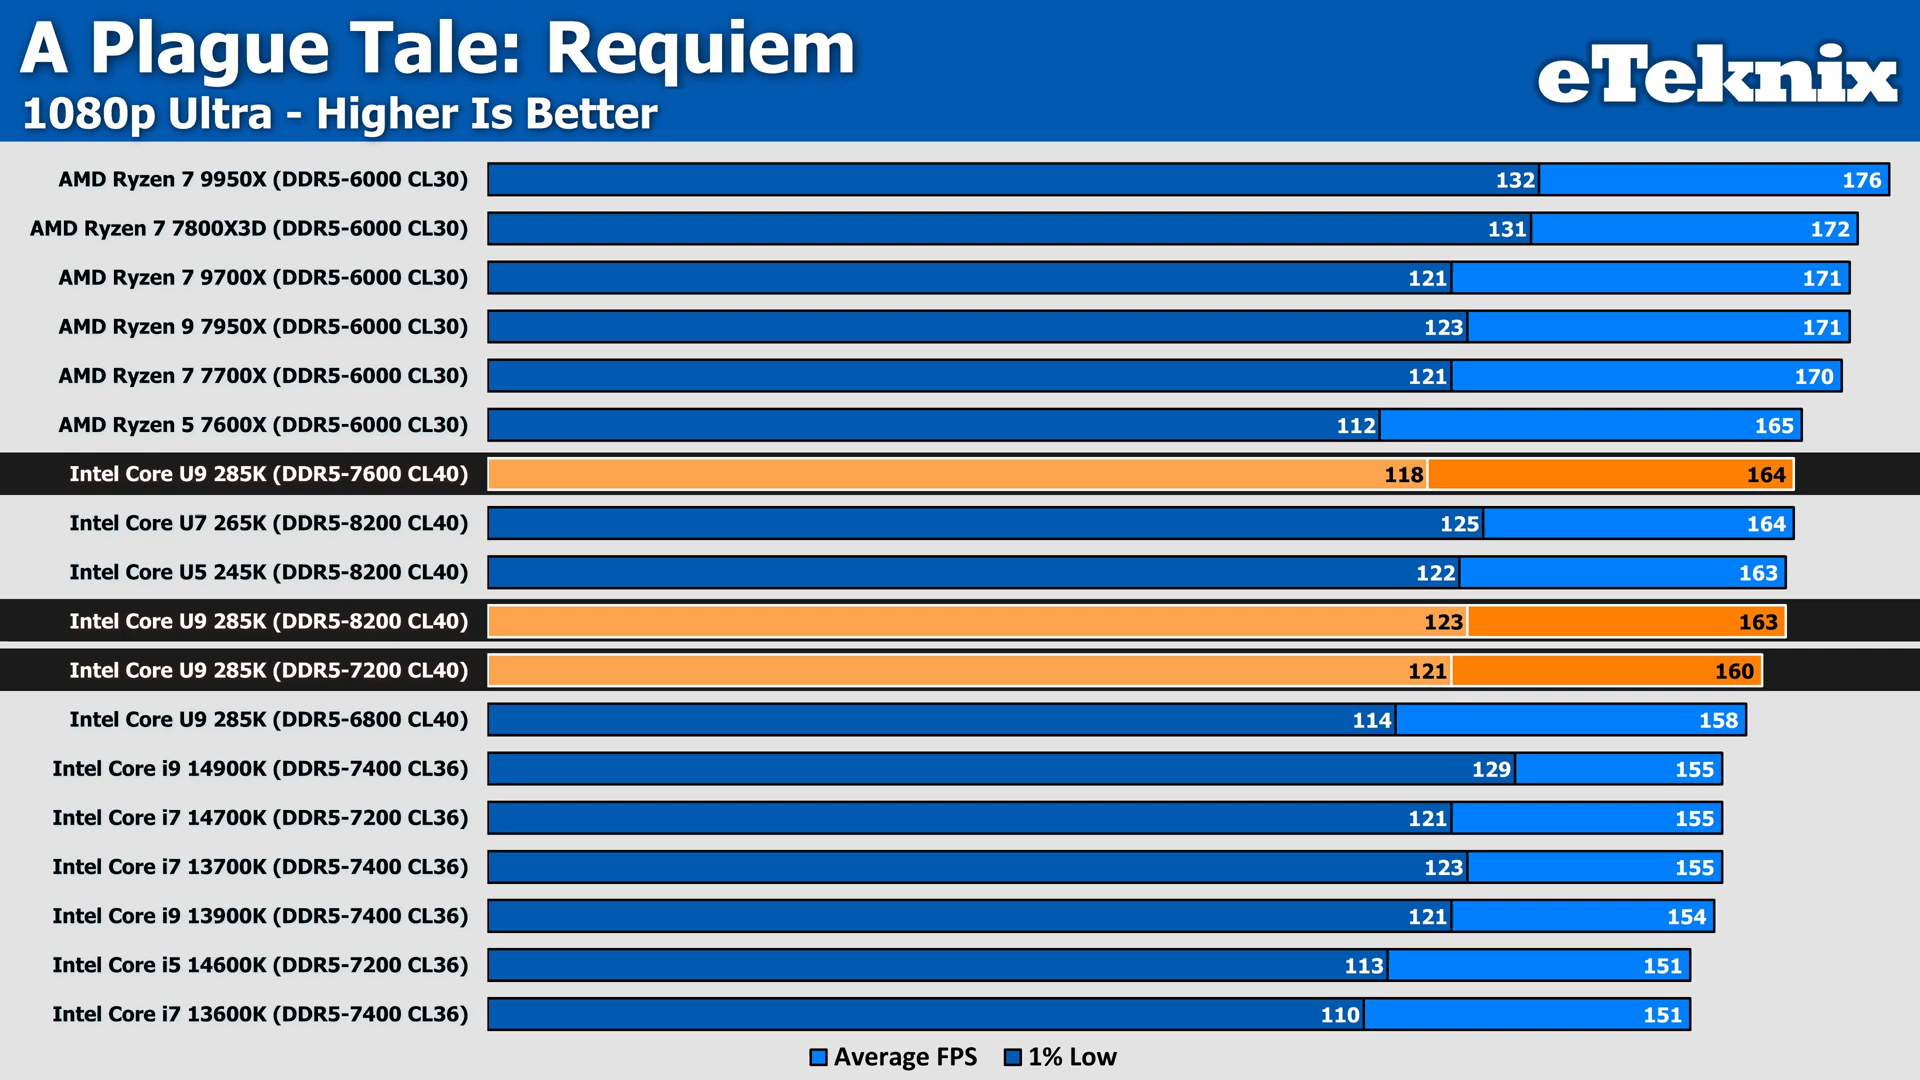 A Plague Tale: Requiem
1080p Ultra - Higher Is Better
eTeknix
AMD Ryzen 7 9950X (DDR5-6000 CL30) 132 176
AMD Ryzen 7 7800X3D (DDR5-6000 CL30) 131 172
AMD Ryzen 7 9700X (DDR5-6000 CL30) 121 171
AMD Ryzen 9 7950X (DDR5-6000 CL30) 123 171
AMD Ryzen 7 7700X (DDR5-6000 CL30) 121 170
AMD Ryzen 5 7600X (DDR5-6000 CL30) 112 165
Intel Core U9 285K (DDR5-7600 CL40) 118 164
Intel Core U7 265K (DDR5-8200 CL40) 125 164
Intel Core U5 245K (DDR5-8200 CL40) 122 163
Intel Core U9 285K (DDR5-8200 CL40) 123 163
Intel Core U9 285K (DDR5-7200 CL40) 121 160
Intel Core U9 285K (DDR5-6800 CL40) 114 158
Intel Core i9 14900K (DDR5-7400 CL36) 129 155
Intel Core i7 14700K (DDR5-7200 CL36) 121 155
Intel Core i7 13700K (DDR5-7400 CL36) 123 155
Intel Core i9 13900K (DDR5-7400 CL36) 121 154
Intel Core i5 14600K (DDR5-7200 CL36) 113 151
Intel Core i7 13600K (DDR5-7400 CL36) 110 151
Average FPS 1% Low